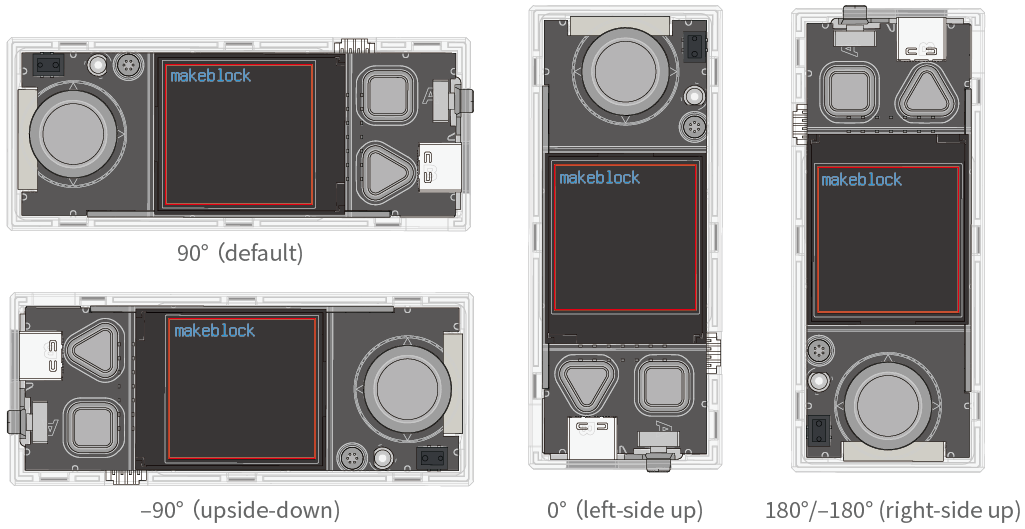 makeblock
90° (default)
makeblock
–90° (upside-down)
makeblock
0° (left-side up)
makeblock
180°/–180° (right-side up)